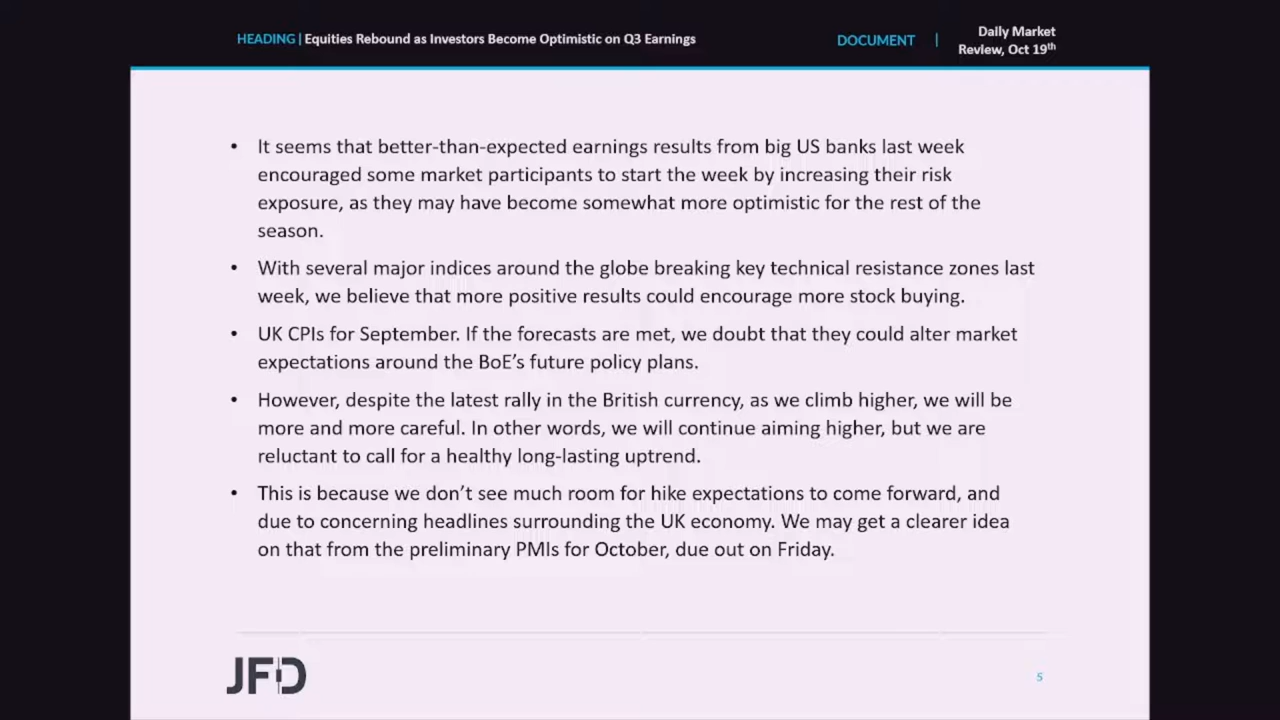 HEADING | Equities Rebound as Investors Become Optimistic on Q3 Earnings
DOCUMENT | Daily Market
Review, Oct 19th
• It seems that better-than-expected earnings results from big US banks last week
encouraged some market participants to start the week by increasing their risk
exposure, as they may have become somewhat more optimistic for the rest of the
season.
• With several major indices around the globe breaking key technical resistance zones last
week, we believe that more positive results could encourage more stock buying.
• UK CPIs for September. If the forecasts are met, we doubt that they could alter market
expectations around the BoE’s future policy plans.
• However, despite the latest rally in the British currency, as we climb higher, we will be
more and more careful. In other words, we will continue aiming higher, but we are
reluctant to call for a healthy long-lasting uptrend.
• This is because we don’t see much room for hike expectations to come forward, and
due to concerning headlines surrounding the UK economy. We may get a clearer idea
on that from the preliminary PMIs for October, due out on Friday.
JFD
5